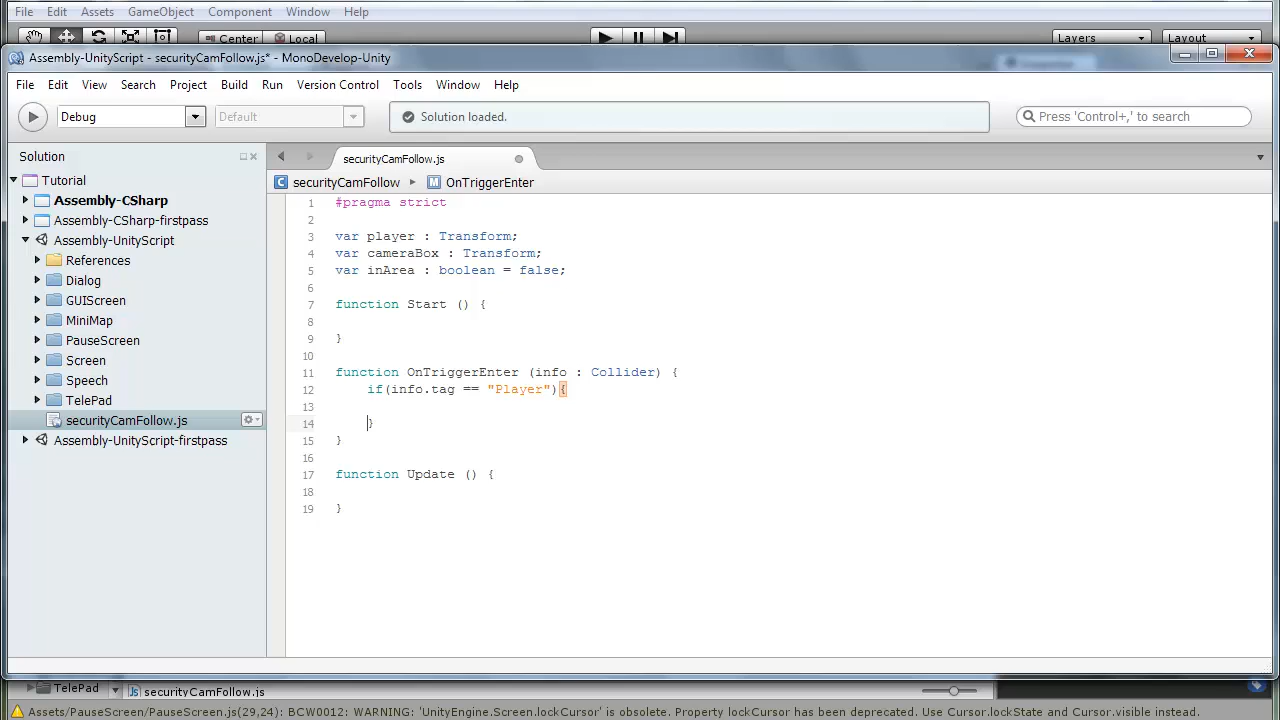 File Edit Assets GameObject Component Window Help
Center Local Layers Layout
Assembly-UnityScript - securityCamFollow.js* - MonoDevelop-Unity
File Edit View Search Project Build Run Version Control Tools Window Help
Debug Default Solution loaded. Press 'Control+,' to search
Solution
securityCamFollow.js
securityCamFollow OnTriggerEnter
Tutorial
Assembly-CSharp
Assembly-CSharp-firstpass
Assembly-UnityScript
References
Dialog
GUIScreen
MiniMap
PauseScreen
Screen
Speech
TelePad
securityCamFollow.js
Assembly-UnityScript-firstpass
1 #pragma strict
2
3 var player : Transform;
4 var cameraBox : Transform;
5 var inArea : boolean = false;
6
7 function Start () {
8
9 }
10
11 function OnTriggerEnter (info : Collider) {
12 if(info.tag == "Player"){
13
14 }
15 }
16
17 function Update () {
18
19 }
TelePad securityCamFollow.js
Assets/PauseScreen/PauseScreen.js(29,24): BCW0012: WARNING: 'UnityEngine.Screen.lockCursor' is obsolete. Property lockCursor has been deprecated. Use Cursor.lockState and Cursor.visible instead.